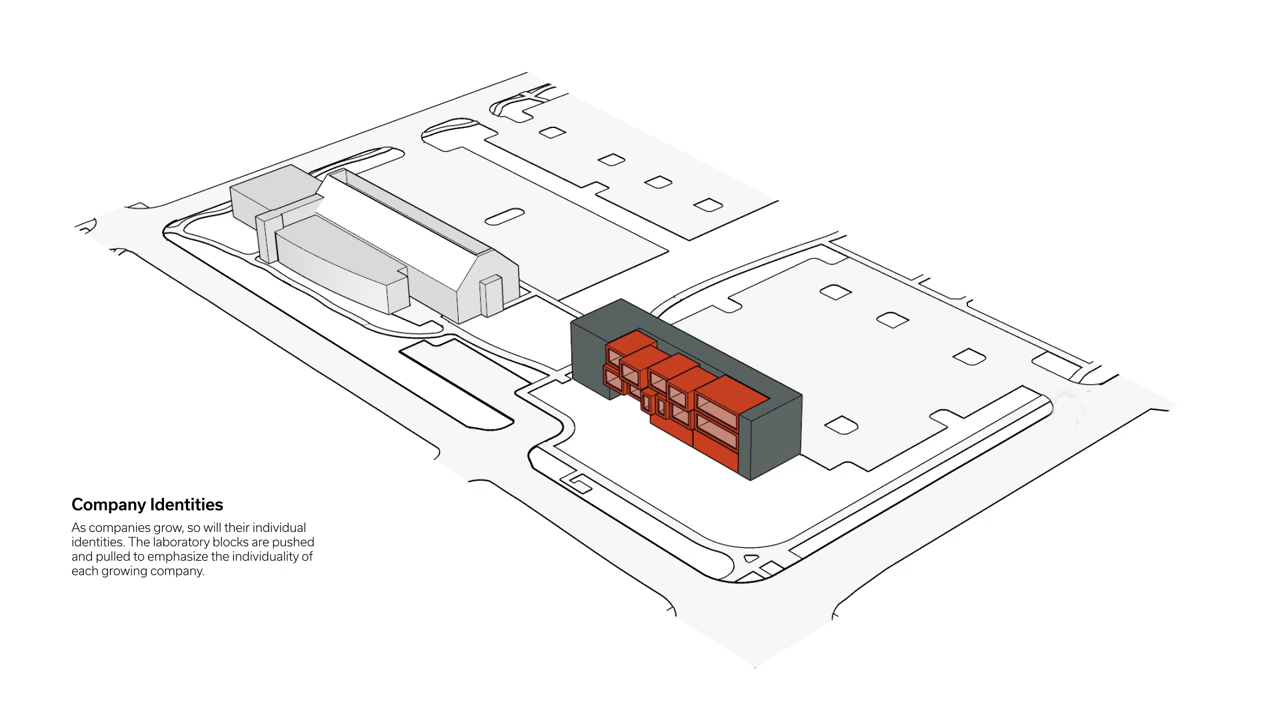 Company Identities
As companies grow, so will their individual
identities. The laboratory blocks are pushed
and pulled to emphasize the individuality of
each growing company.